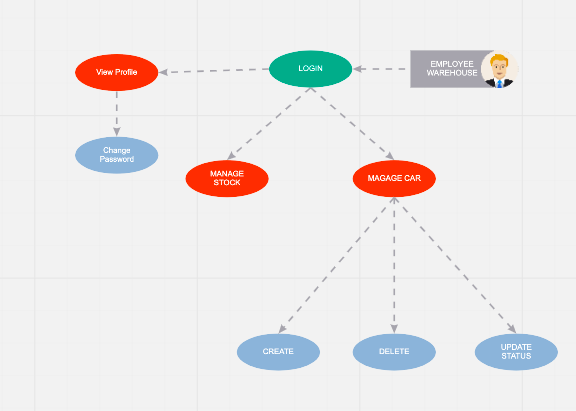 View Profile
LOGIN
EMPLOYEE
WAREHOUSE
Change
Password
MANAGE
STOCK
MAGAGE CAR
CREATE
DELETE
UPDATE
STATUS